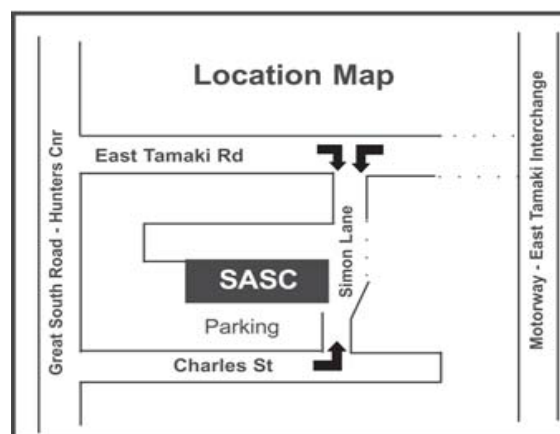 Location Map
East Tamaki Rd
Great South Road - Hunters Cnr
Simon Lane
SASC
Parking
Charles St
Motorway - East Tamaki Interchange